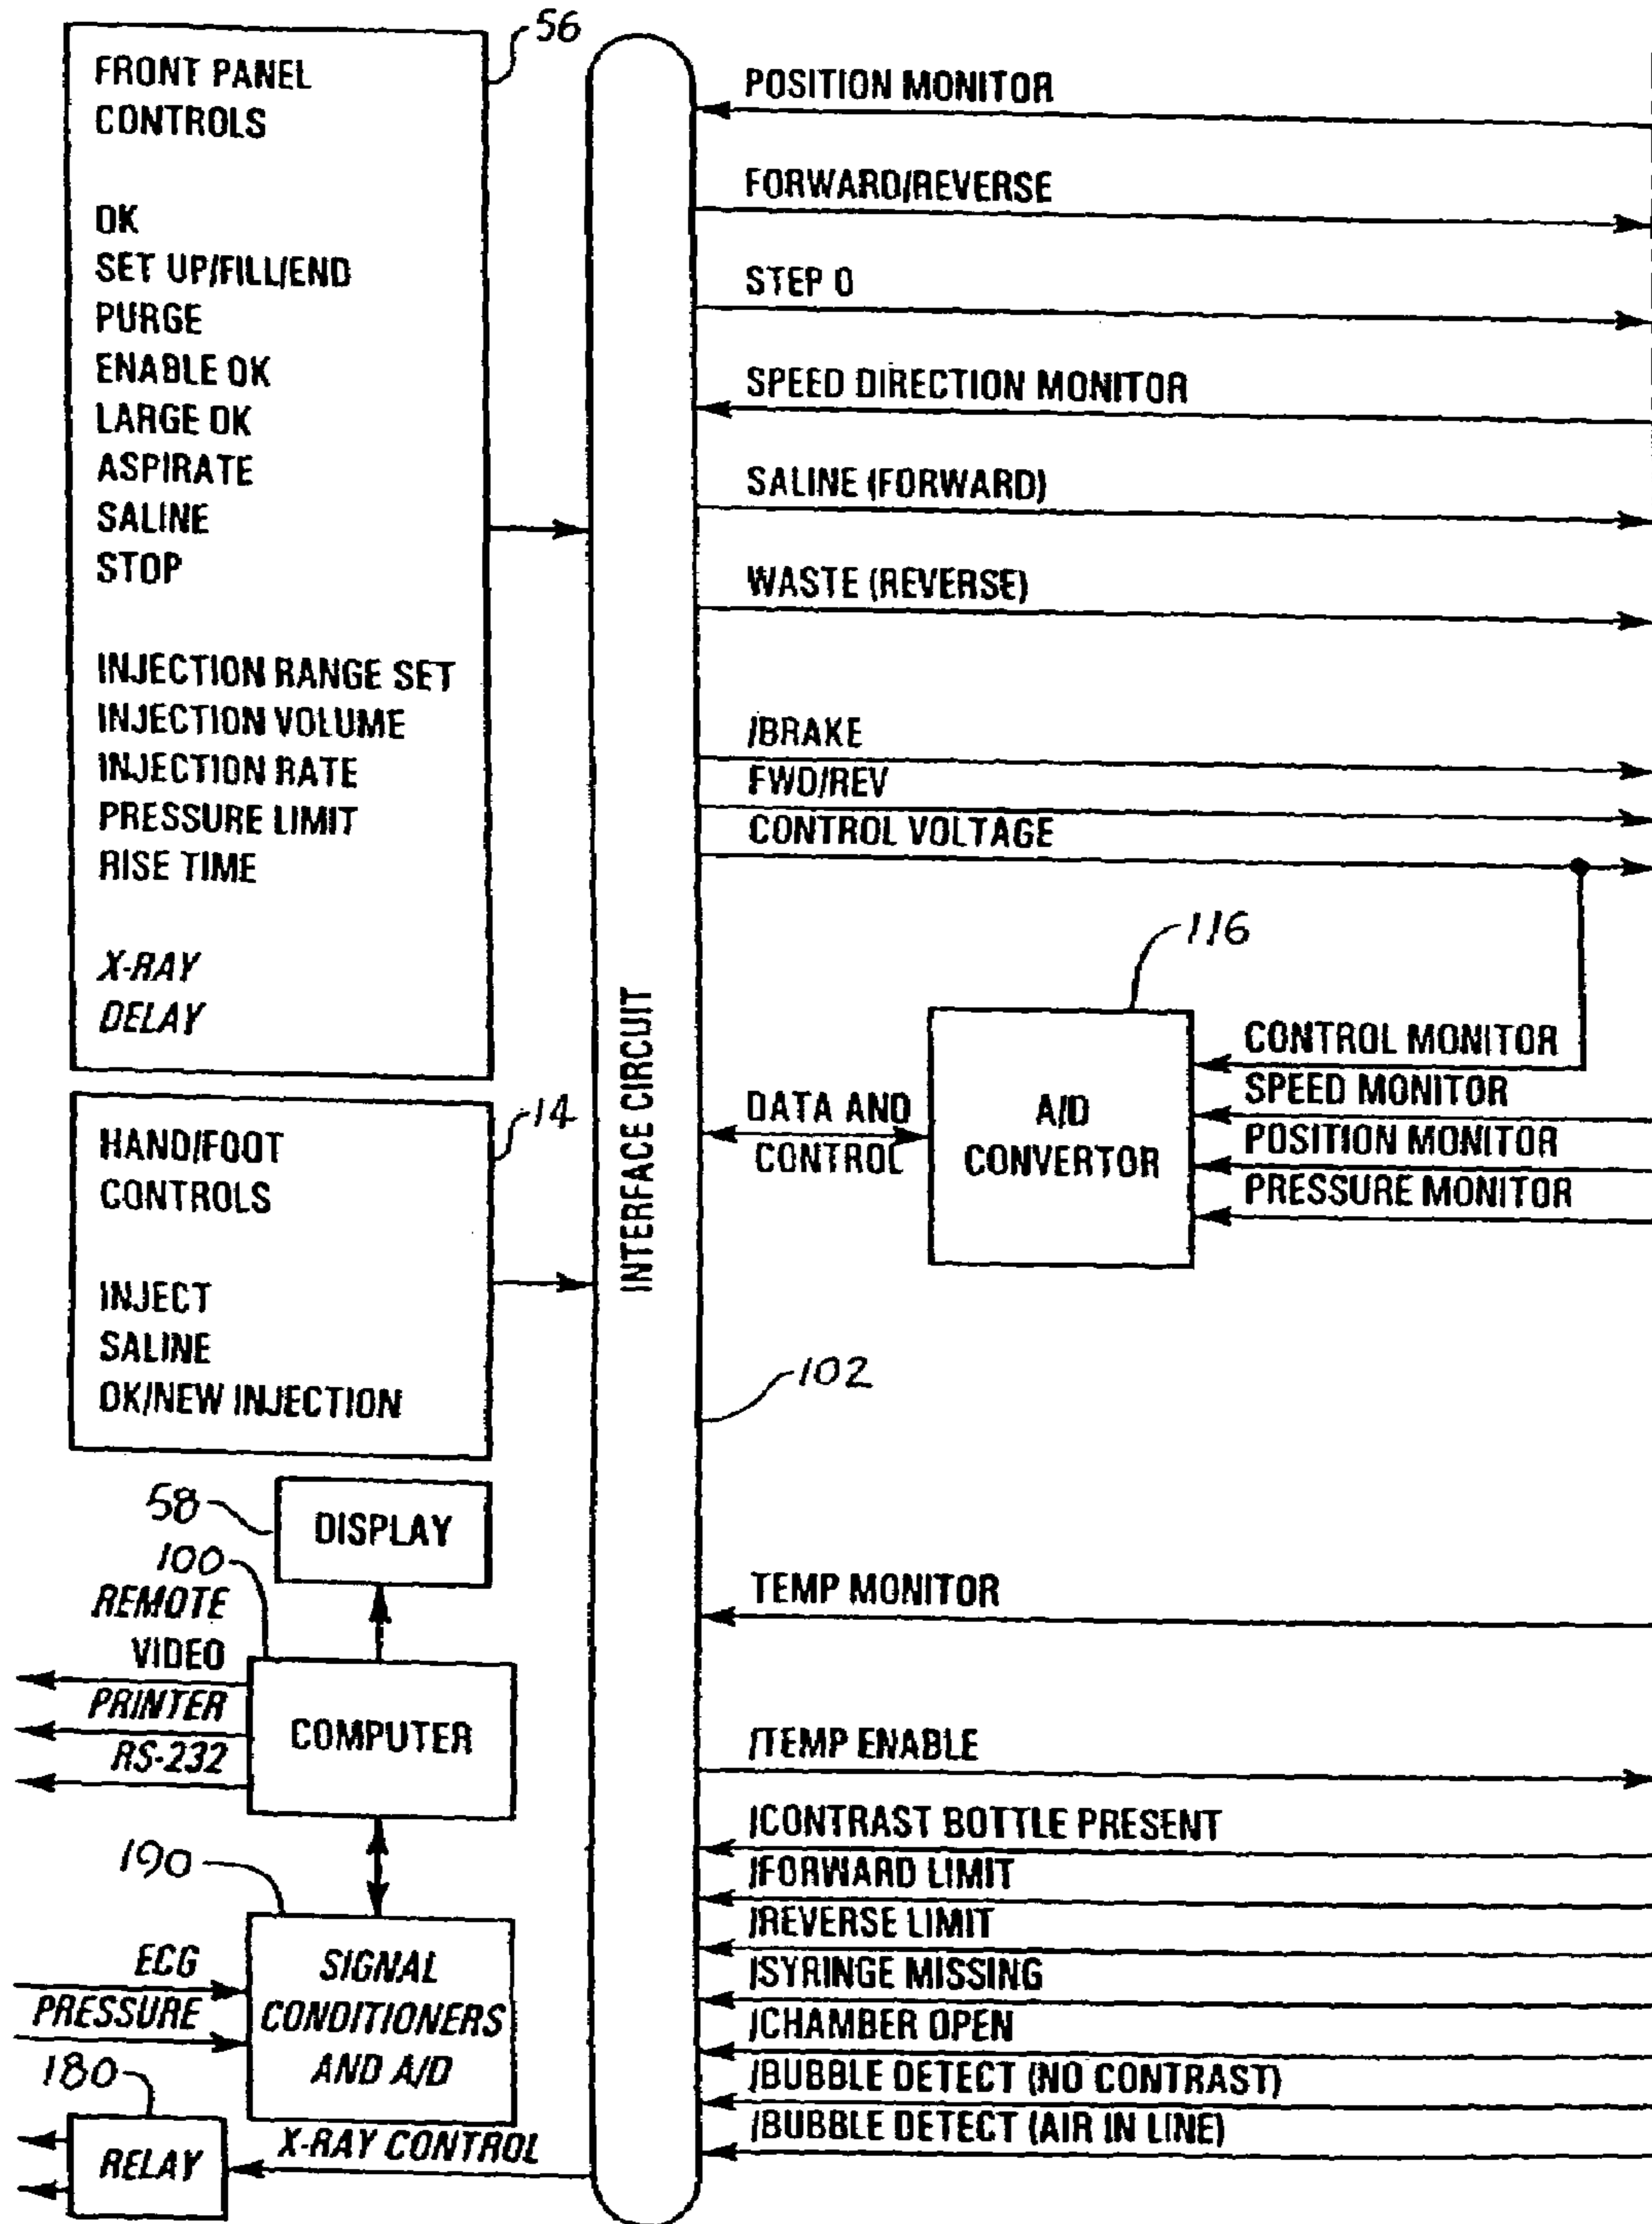 56
FRONT PANEL
CONTROLS
OK
SET UP/FILL/END
PURGE
ENABLE OK
LARGE OK
ASPIRATE
SALINE
STOP
INJECTION RANGE SET
INJECTION VOLUME
INJECTION RATE
PRESSURE LIMIT
RISE TIME
X-RAY
DELAY
14
HAND/FOOT
CONTROLS
INJECT
SALINE
OK/NEW INJECTION
58
DISPLAY
100
REMOTE
VIDEO
PRINTER
RS-232
COMPUTER
190
ECG
PRESSURE
SIGNAL
CONDITIONERS
AND A/D
180
RELAY
X-RAY CONTROL
INTERFACE CIRCUIT
102
POSITION MONITOR
FORWARD/REVERSE
STEP 0
SPEED DIRECTION MONITOR
SALINE (FORWARD)
WASTE (REVERSE)
/BRAKE
FWD/REV
CONTROL VOLTAGE
116
DATA AND
CONTROL
A/D
CONVERTOR
CONTROL MONITOR
SPEED MONITOR
POSITION MONITOR
PRESSURE MONITOR
TEMP MONITOR
/TEMP ENABLE
/CONTRAST BOTTLE PRESENT
/FORWARD LIMIT
/REVERSE LIMIT
/SYRINGE MISSING
/CHAMBER OPEN
/BUBBLE DETECT (NO CONTRAST)
/BUBBLE DETECT (AIR IN LINE)